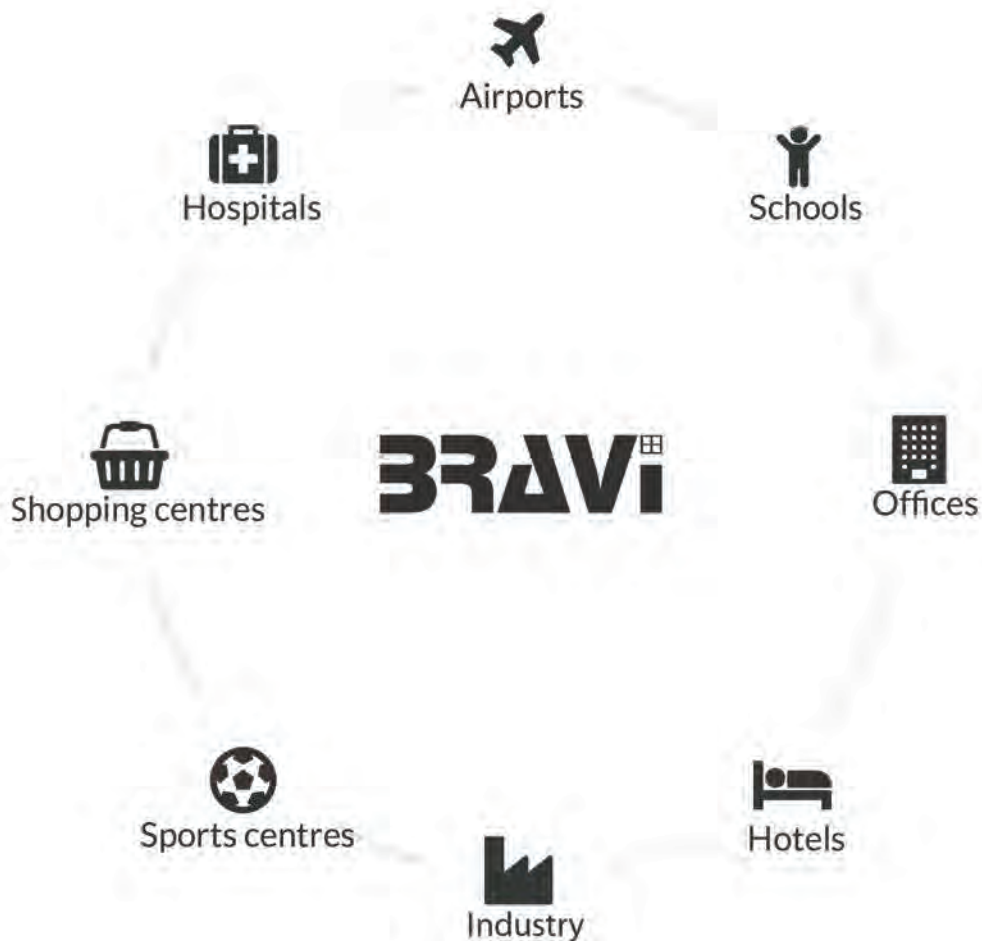 Airports
Hospitals
Schools
Shopping centres
BRAVi
Offices
Sports centres
Hotels
Industry